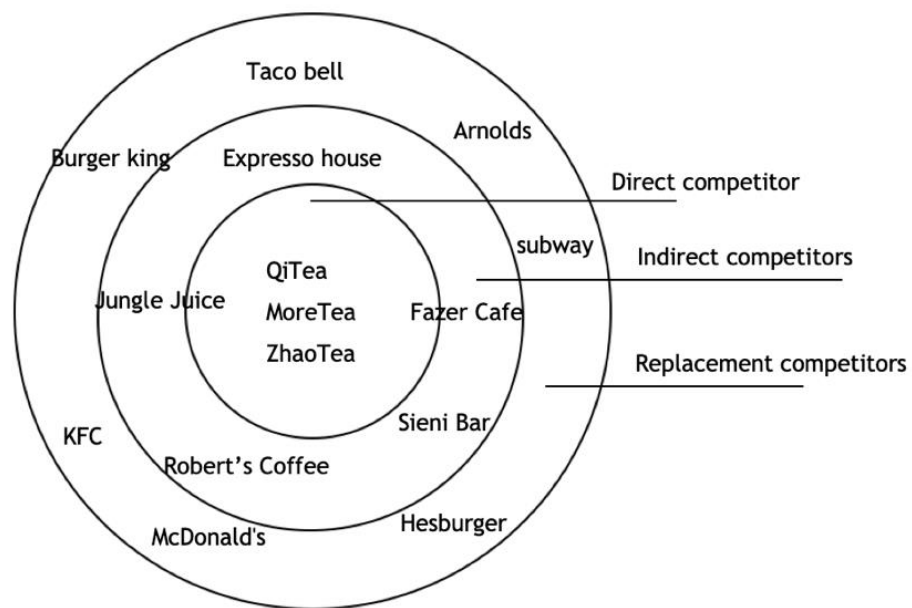 Taco bell
Arnolds
Burger king
Expresso house
Direct competitor
subway
Indirect competitors
QiTea
Jungle Juice
MoreTea
Fazer Cafe
ZhaoTea
Replacement competitors
Sieni Bar
KFC
Robert’s Coffee
Hesburger
McDonald's